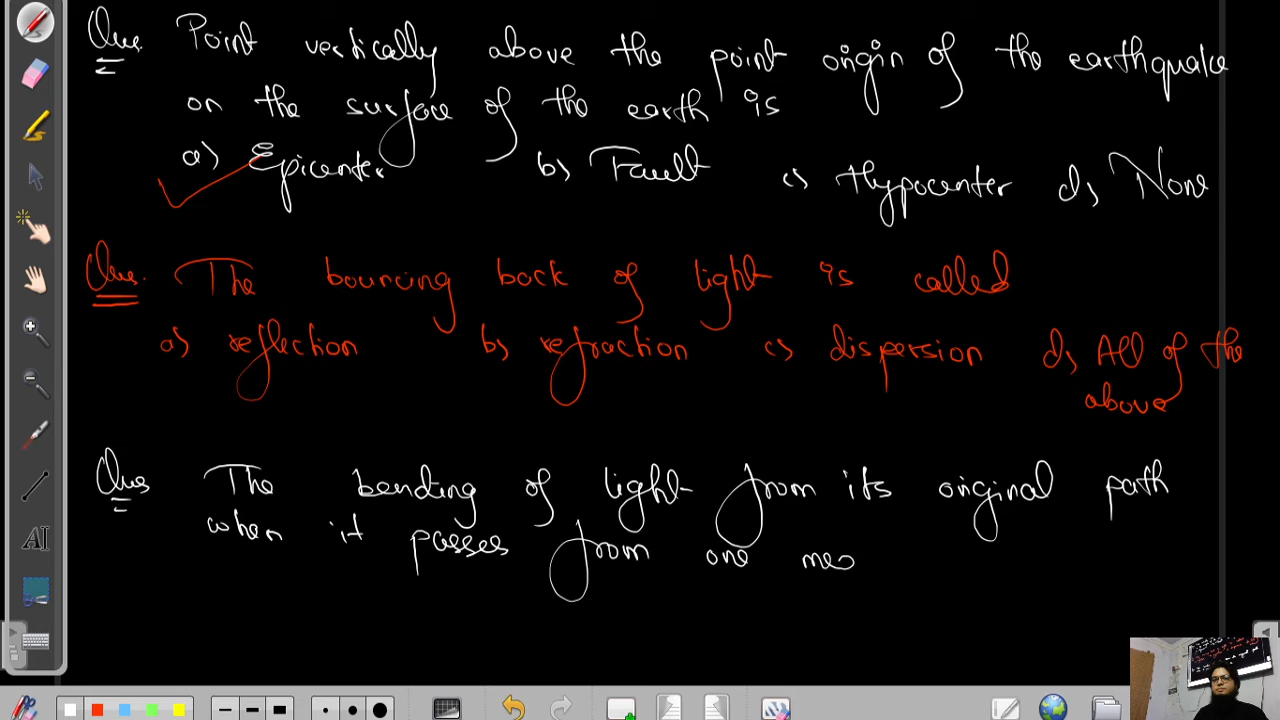 Que. Point vertically above the point origin of the earthquake
on the surface of the earth is
a) Epicenter b) Fault c) Hypocenter d) None
Que. The bouncing back of light is called
a) reflection b) refraction c) dispersion d) All of the
above
Que The bending of light from its original path
when it passes from one me